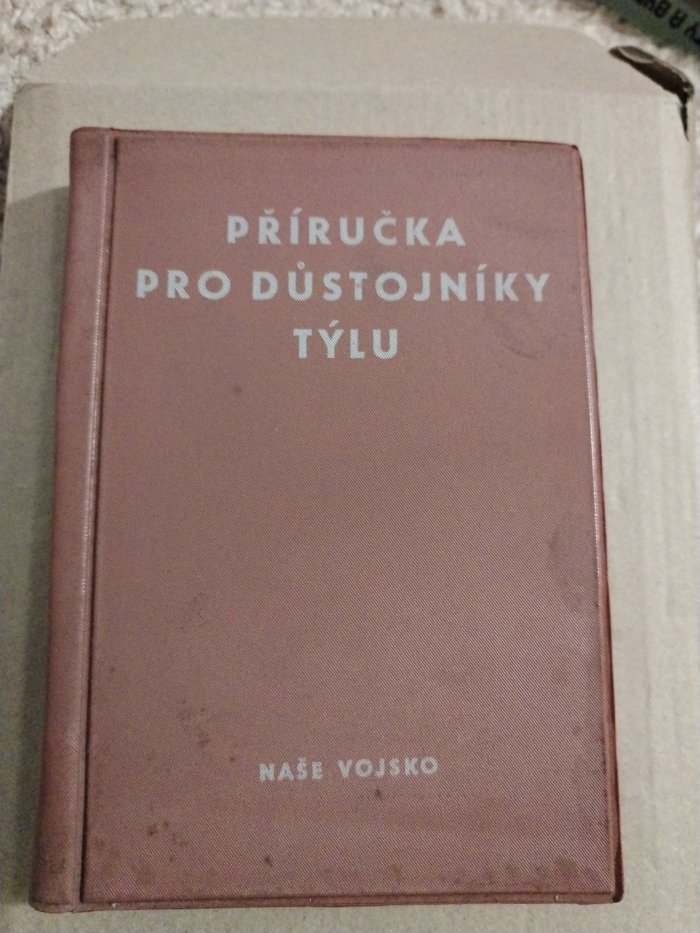 PŘÍRUČKA
PRO DŮSTOJNÍKY
TÝLU
NAŠE VOJSKO